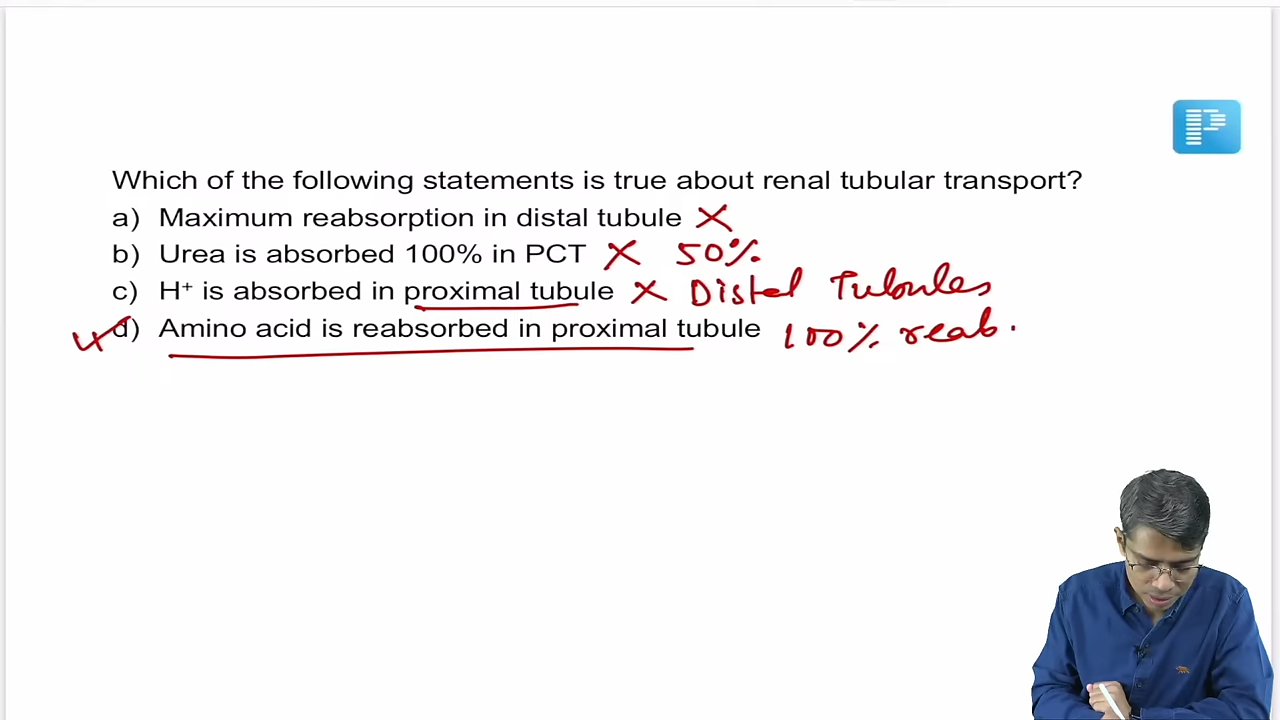 Which of the following statements is true about renal tubular transport?
a) Maximum reabsorption in distal tubule X
b) Urea is absorbed 100% in PCT X 50%
c) H⁺ is absorbed in proximal tubule X Distal Tubules
d) Amino acid is reabsorbed in proximal tubule 100% reab.